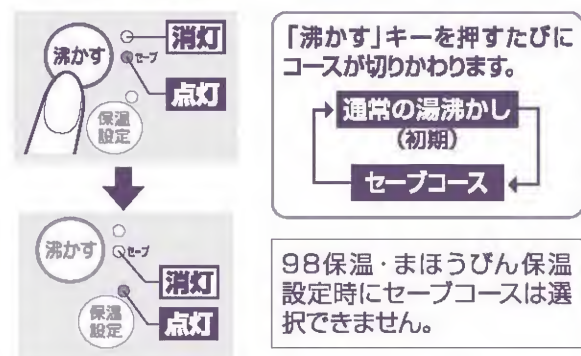 沸かす
消灯
セーブ
点灯
保温
設定
沸かす
セーブ
消灯
点灯
保温
設定
「沸かす」キーを押すたびに
コースが切りかわります。
通常の湯沸かし
(初期)
セーブコース
98保温・まほうびん保温
設定時にセーブコースは選
択できません。